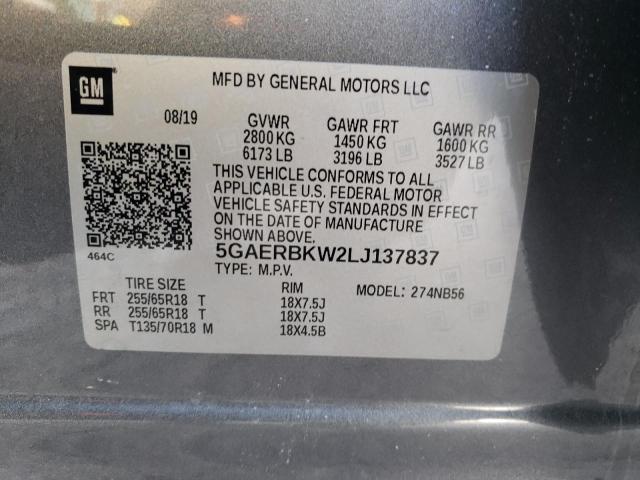 GM
MFD BY GENERAL MOTORS LLC
08/19 GVWR GAWR FRT GAWR RR
2800 KG 1450 KG 1600 KG
6173 LB 3196 LB 3527 LB
THIS VEHICLE CONFORMS TO ALL
APPLICABLE U.S. FEDERAL MOTOR
VEHICLE SAFETY STANDARDS IN EFFECT
ON THE DATE OF MANUFACTURE
SHOWN ABOVE.
464C
5GAERBKW2LJ137837
TYPE: M.P.V.
TIRE SIZE RIM MODEL: 274NB56
FRT 255/65R18 T 18X7.5J
RR 255/65R18 T 18X7.5J
SPA T135/70R18 M 18X4.5B